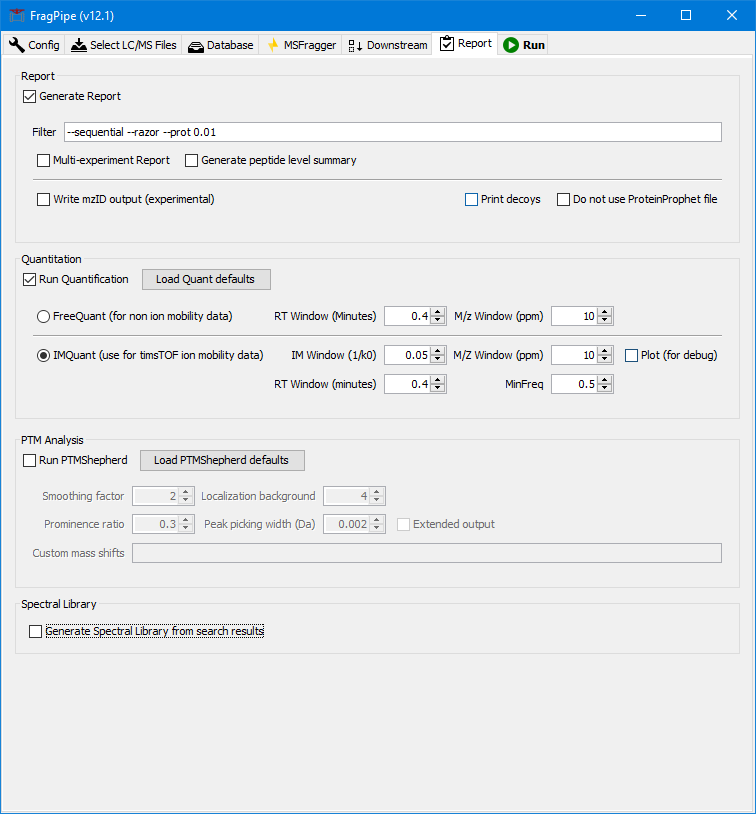 FragPipe (v12.1)
Config Select LC/MS Files Database MSFragger Downstream Report Run
Report
Generate Report
Filter --sequential --razor --prot 0.01
Multi-experiment Report Generate peptide level summary
Write mzID output (experimental) Print decoys Do not use ProteinProphet file
Quantitation
Run Quantification Load Quant defaults
FreeQuant (for non ion mobility data) RT Window (Minutes) 0.4 M/z Window (ppm) 10
IMQuant (use for timsTOF ion mobility data) IM Window (1/k0) 0.05 M/Z Window (ppm) 10 Plot (for debug)
RT Window (minutes) 0.4 MinFreq 0.5
PTM Analysis
Run PTMShepherd Load PTMShepherd defaults
Smoothing factor 2 Localization background 4
Prominence ratio 0.3 Peak picking width (Da) 0.002 Extended output
Custom mass shifts
Spectral Library
Generate Spectral Library from search results